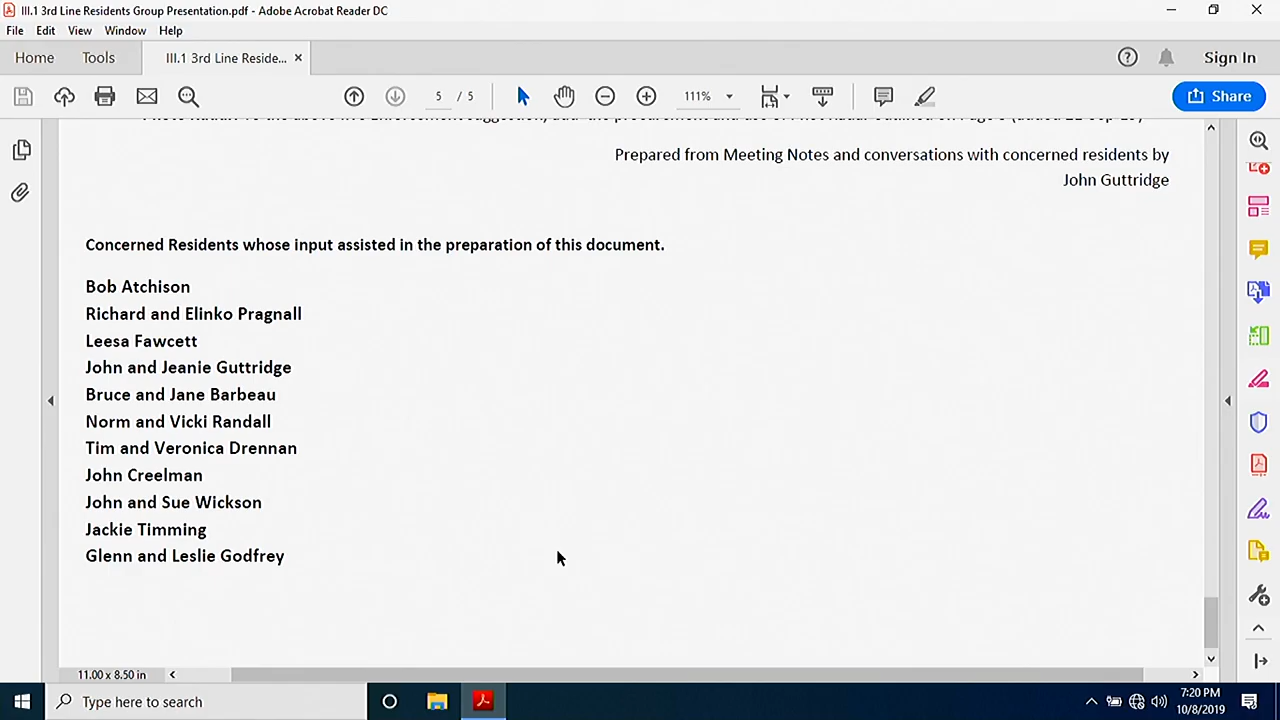 III.1 3rd Line Residents Group Presentation.pdf - Adobe Acrobat Reader DC
File Edit View Window Help
Home Tools III.1 3rd Line Reside... Sign In
5 / 5 111% Share
Prepared from Meeting Notes and conversations with concerned residents by
John Guttridge
Concerned Residents whose input assisted in the preparation of this document.
Bob Atchison
Richard and Elinko Pragnall
Leesa Fawcett
John and Jeanie Guttridge
Bruce and Jane Barbeau
Norm and Vicki Randall
Tim and Veronica Drennan
John Creelman
John and Sue Wickson
Jackie Timming
Glenn and Leslie Godfrey
11.00 x 8.50 in
Type here to search
7:20 PM
10/8/2019